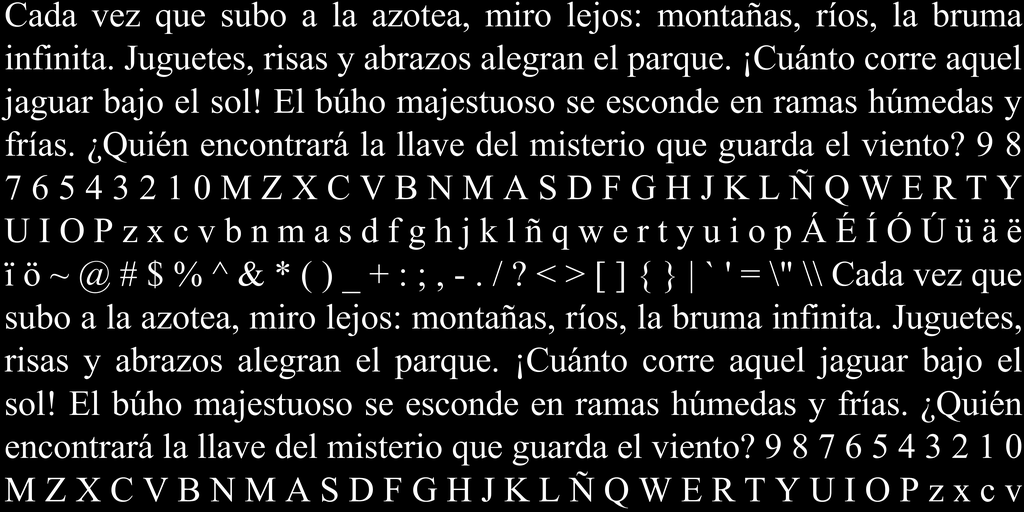 Cada vez que subo a la azotea, miro lejos: montañas, ríos, la bruma
infinita. Juguetes, risas y abrazos alegran el parque. ¡Cuánto corre aquel
jaguar bajo el sol! El búho majestuoso se esconde en ramas húmedas y
frías. ¿Quién encontrará la llave del misterio que guarda el viento? 9 8
7 6 5 4 3 2 1 0 M Z X C V B N M A S D F G H J K L Ñ Q W E R T Y
U I O P z x c v b n m a s d f g h j k l ñ q w e r t y u i o p Á É Í Ó Ú ü ä ë
ï ö ~ @ # $ % ^ & * ( ) _ + : ; , - . / ? < > [ ] { } | ` ' = \" \\ Cada vez que
subo a la azotea, miro lejos: montañas, ríos, la bruma infinita. Juguetes,
risas y abrazos alegran el parque. ¡Cuánto corre aquel jaguar bajo el
sol! El búho majestuoso se esconde en ramas húmedas y frías. ¿Quién
encontrará la llave del misterio que guarda el viento? 9 8 7 6 5 4 3 2 1 0
M Z X C V B N M A S D F G H J K L Ñ Q W E R T Y U I O P z x c v